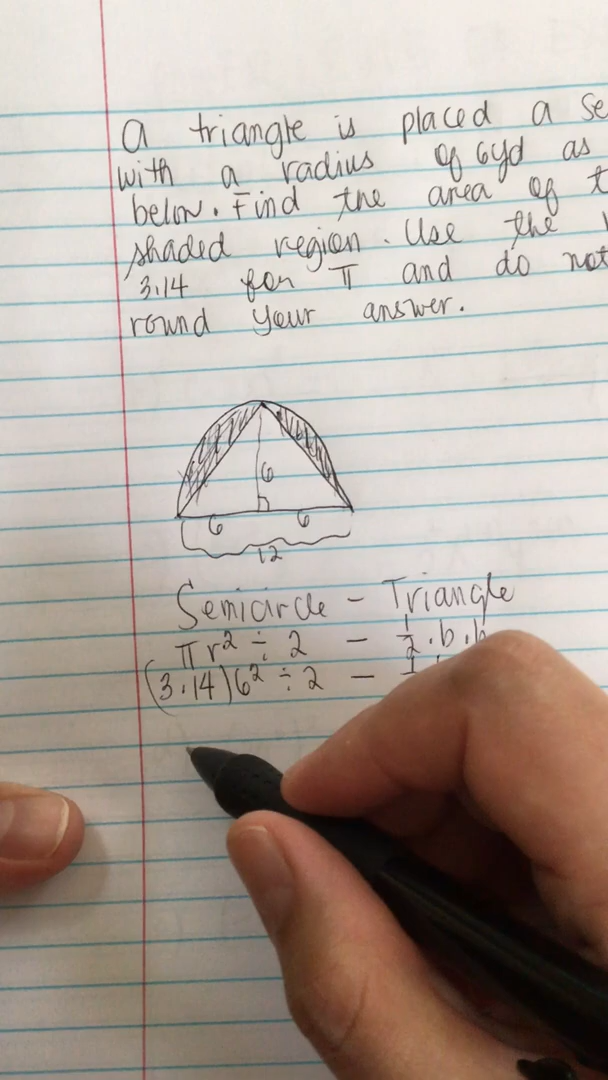 a triangle is placed a se
with a radius of 6yd as
below. Find the area of t
shaded region. Use the
3.14 for π and do not
round your answer.
6
6 6
12
Semicircle - Triangle
πr² ÷ 2 - 1/2 · b · h
(3.14)6² ÷ 2 - 1